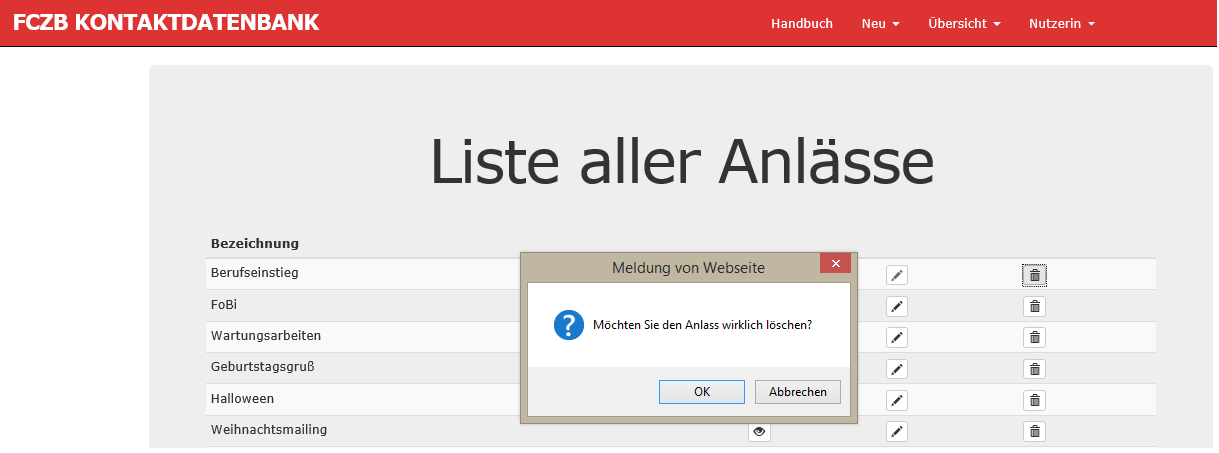 FCZB KONTAKTDATENBANK
Handbuch Neu Übersicht Nutzerin
Liste aller Anlässe
Bezeichnung
Berufseinstieg
FoBi
Wartungsarbeiten
Geburtstagsgruß
Halloween
Weihnachtsmailing
Meldung von Webseite
Möchten Sie den Anlass wirklich löschen?
OK Abbrechen